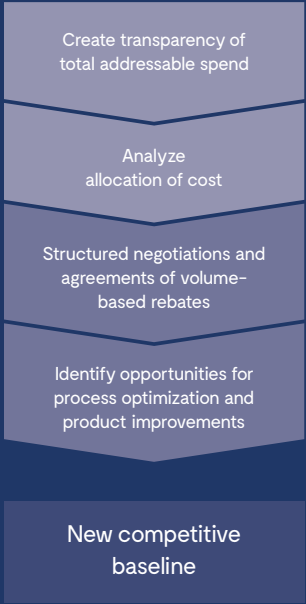 Create transparency of
total addressable spend
Analyze
allocation of cost
Structured negotiations and
agreements of volume-
based rebates
Identify opportunities for
process optimization and
product improvements
New competitive
baseline